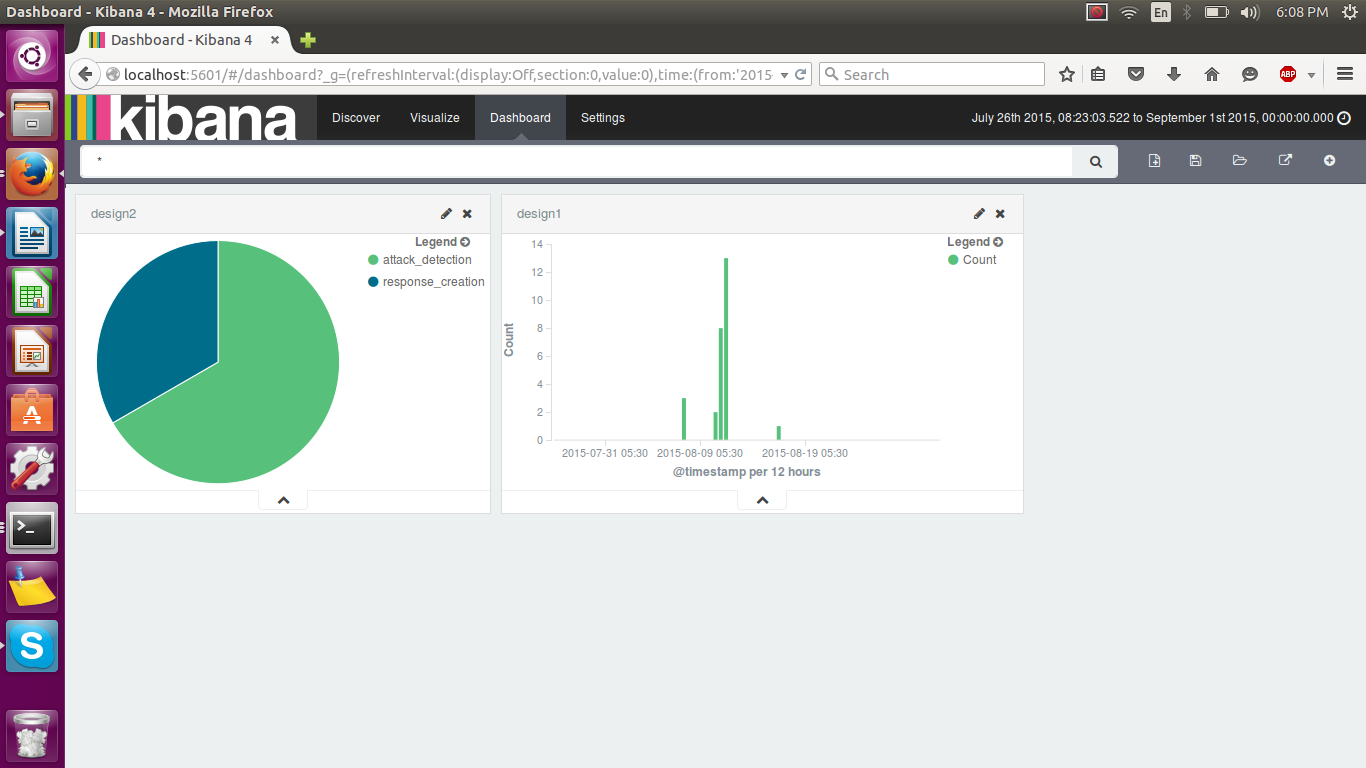 Dashboard - Kibana 4 - Mozilla Firefox
En
6:08 PM
Dashboard - Kibana 4
localhost:5601/#/dashboard?_g=(refreshInterval:(display:Off,section:0,value:0),time:(from:'2015
Search
ABP
kibana
Discover
Visualize
Dashboard
Settings
July 26th 2015, 08:23:03.522 to September 1st 2015, 00:00:00.000
*
design2
Legend
attack_detection
response_creation
design1
Legend
Count
14
12
10
8
6
4
2
0
Count
2015-07-31 05:30
2015-08-09 05:30
2015-08-19 05:30
@timestamp per 12 hours